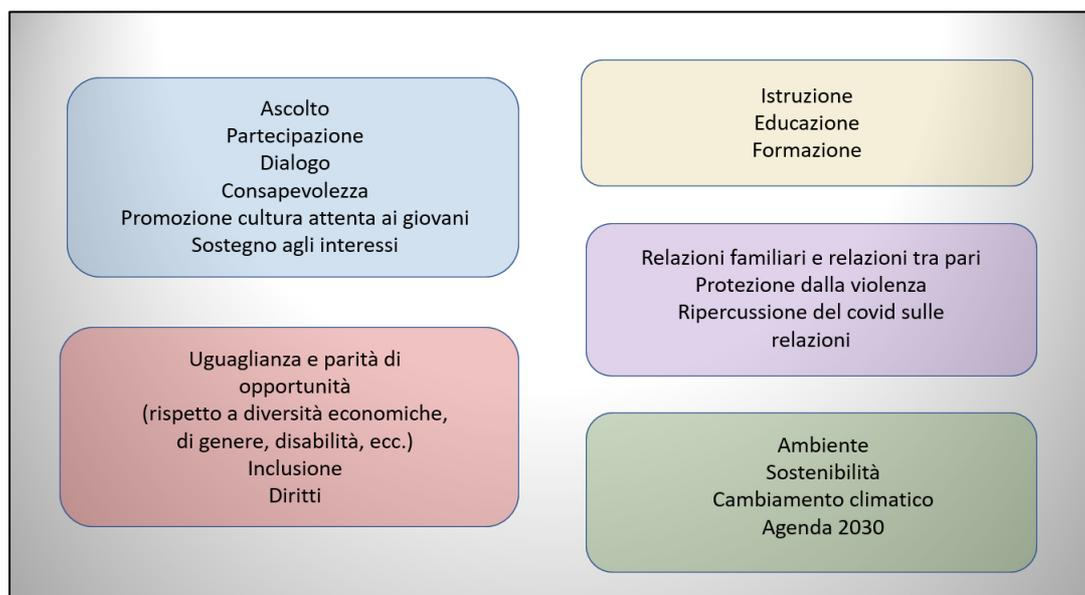 Ascolto
Partecipazione
Dialogo
Consapevolezza
Promozione cultura attenta ai giovani
Sostegno agli interessi
Uguaglianza e parità di
opportunità
(rispetto a diversità economiche,
di genere, disabilità, ecc.)
Inclusione
Diritti
Istruzione
Educazione
Formazione
Relazioni familiari e relazioni tra pari
Protezione dalla violenza
Ripercussione del covid sulle
relazioni
Ambiente
Sostenibilità
Cambiamento climatico
Agenda 2030